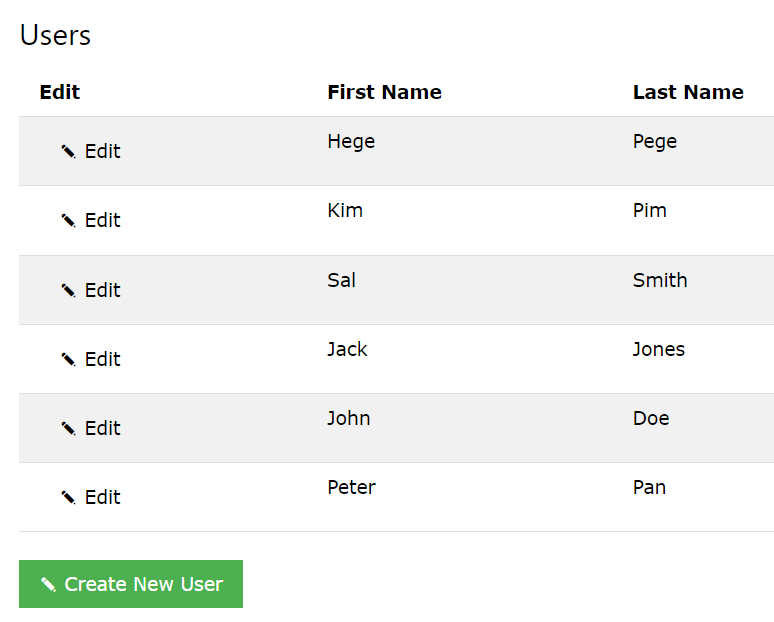 Users
Edit First Name Last Name
Edit Hege Pege
Edit Kim Pim
Edit Sal Smith
Edit Jack Jones
Edit John Doe
Edit Peter Pan
Create New User